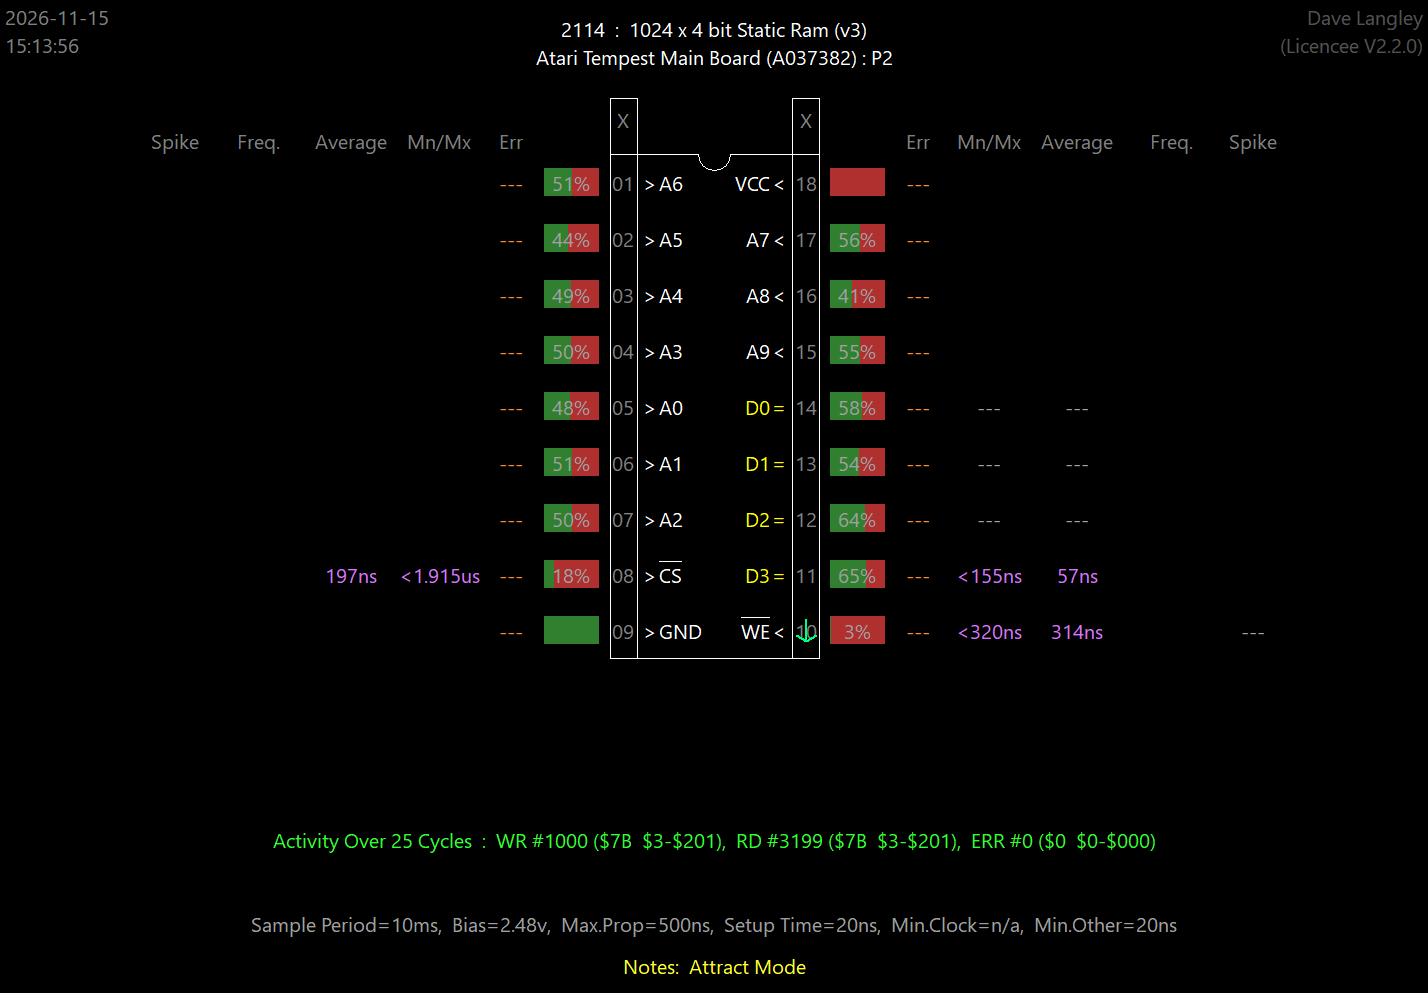 2026-11-15
15:13:56
2114 : 1024 x 4 bit Static Ram (v3)
Atari Tempest Main Board (A037382) : P2
Dave Langley
(Licencee V2.2.0)
Spike Freq. Average Mn/Mx Err X X Err Mn/Mx Average Freq. Spike
--- 51% 01 > A6 VCC < 18 ---
--- 44% 02 > A5 A7 < 17 56% ---
--- 49% 03 > A4 A8 < 16 41% ---
--- 50% 04 > A3 A9 < 15 55% ---
--- 48% 05 > A0 D0 = 14 58% --- --- ---
--- 51% 06 > A1 D1 = 13 54% --- --- ---
--- 50% 07 > A2 D2 = 12 64% --- --- ---
197ns <1.915us --- 18% 08 > CS D3 = 11 65% --- <155ns 57ns
--- 09 > GND WE < 10 3% --- <320ns 314ns ---
Activity Over 25 Cycles : WR #1000 ($7B $3-$201), RD #3199 ($7B $3-$201), ERR #0 ($0 $0-$000)
Sample Period=10ms, Bias=2.48v, Max.Prop=500ns, Setup Time=20ns, Min.Clock=n/a, Min.Other=20ns
Notes: Attract Mode